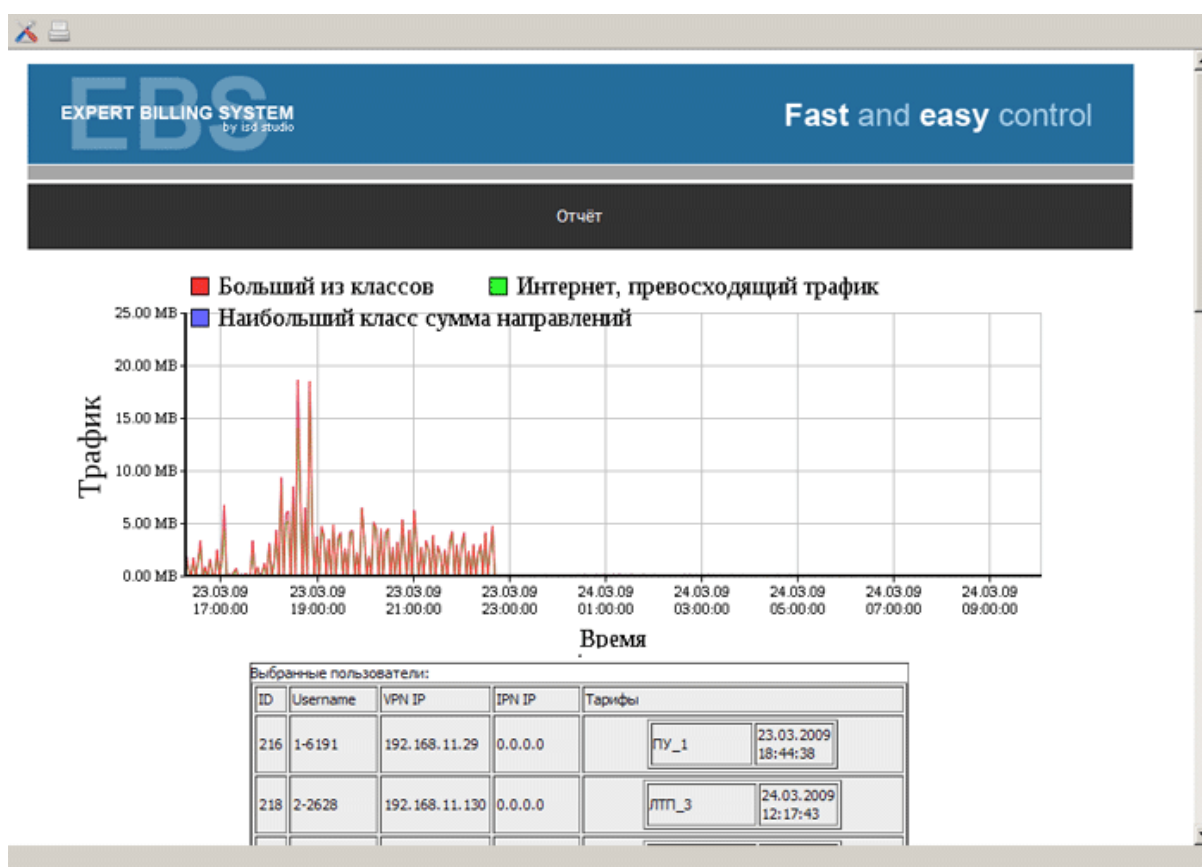 EBS
EXPERT BILLING SYSTEM
by isd studio
Fast and easy control
Отчёт
Больший из классов
Интернет, превосходящий трафик
Наибольший класс сумма направлений
25.00 MB
20.00 MB
15.00 MB
10.00 MB
5.00 MB
0.00 MB
Трафик
23.03.09 23.03.09 23.03.09 23.03.09 24.03.09 24.03.09 24.03.09 24.03.09 24.03.09
17:00:00 19:00:00 21:00:00 23:00:00 01:00:00 03:00:00 05:00:00 07:00:00 09:00:00
Время
Выбранные пользователи:
ID Username VPN IP IPN IP Тарифы
216 1-6191 192.168.11.29 0.0.0.0 ПУ_1 23.03.2009
18:44:38
218 2-2628 192.168.11.130 0.0.0.0 ЛТП_3 24.03.2009
12:17:43